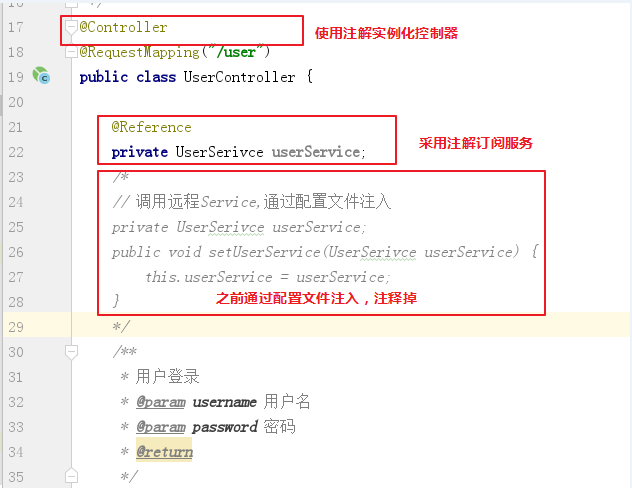 16 */
17 @Controller 使用注解实例化控制器
18 @RequestMapping("/user")
19 public class UserController {
20
21 @Reference
22 private UserSerivce userService; 采用注解订阅服务
23 /*
24 // 调用远程Service,通过配置文件注入
25 private UserSerivce userService;
26 public void setUserService(UserSerivce userService) {
27 this.userService = userService;
28 } 之前通过配置文件注入，注释掉
29 */
30 /**
31 * 用户登录
32 * @param username 用户名
33 * @param password 密码
34 * @return
35 */